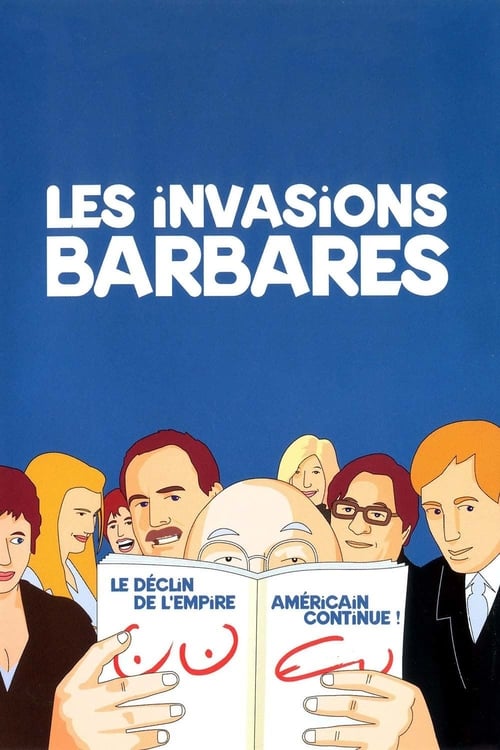 LES INVASIONS
BARBARES
LE DÉCLIN
DE L'EMPIRE
AMÉRICAIN
CONTINUE !